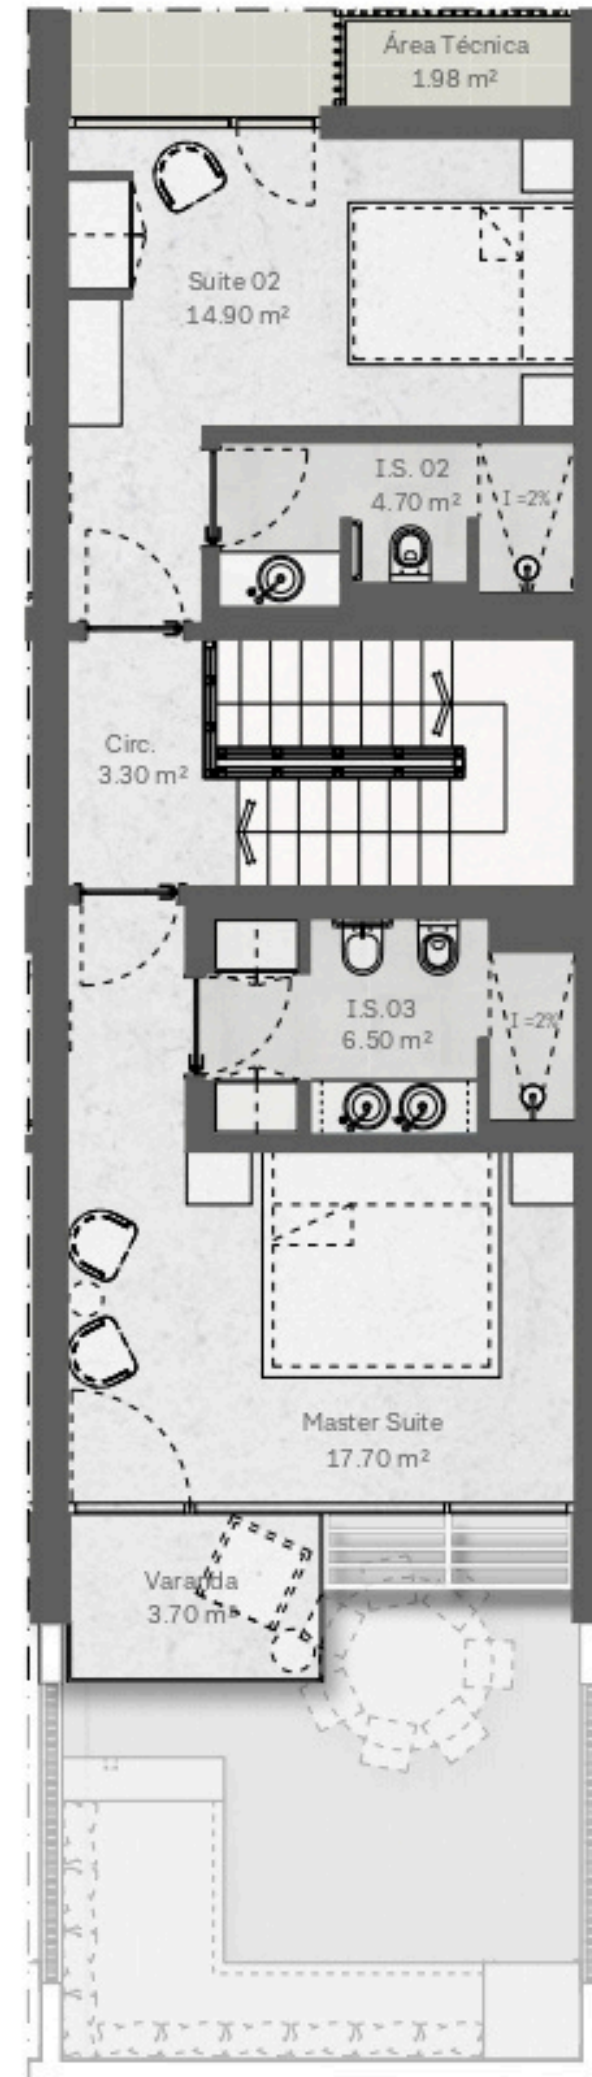 Área Técnica
1.98 m²
Suite 02
14.90 m²
I.S. 02
4.70 m²
I =2%
Circ.
3.30 m²
I.S.03
6.50 m²
I =2%
Master Suite
17.70 m²
Varanda
3.70 m²